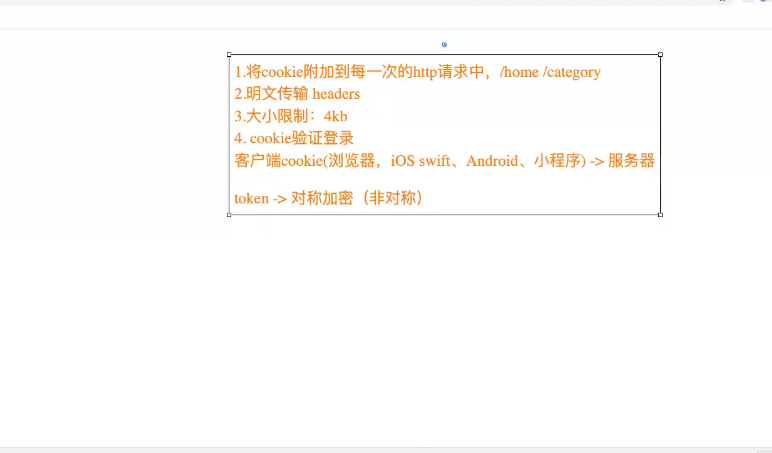 1.将cookie附加到每一次的http请求中，/home /category
2.明文传输 headers
3.大小限制：4kb
4. cookie验证登录
客户端cookie(浏览器，iOS swift、Android、小程序) -> 服务器
token -> 对称加密（非对称）